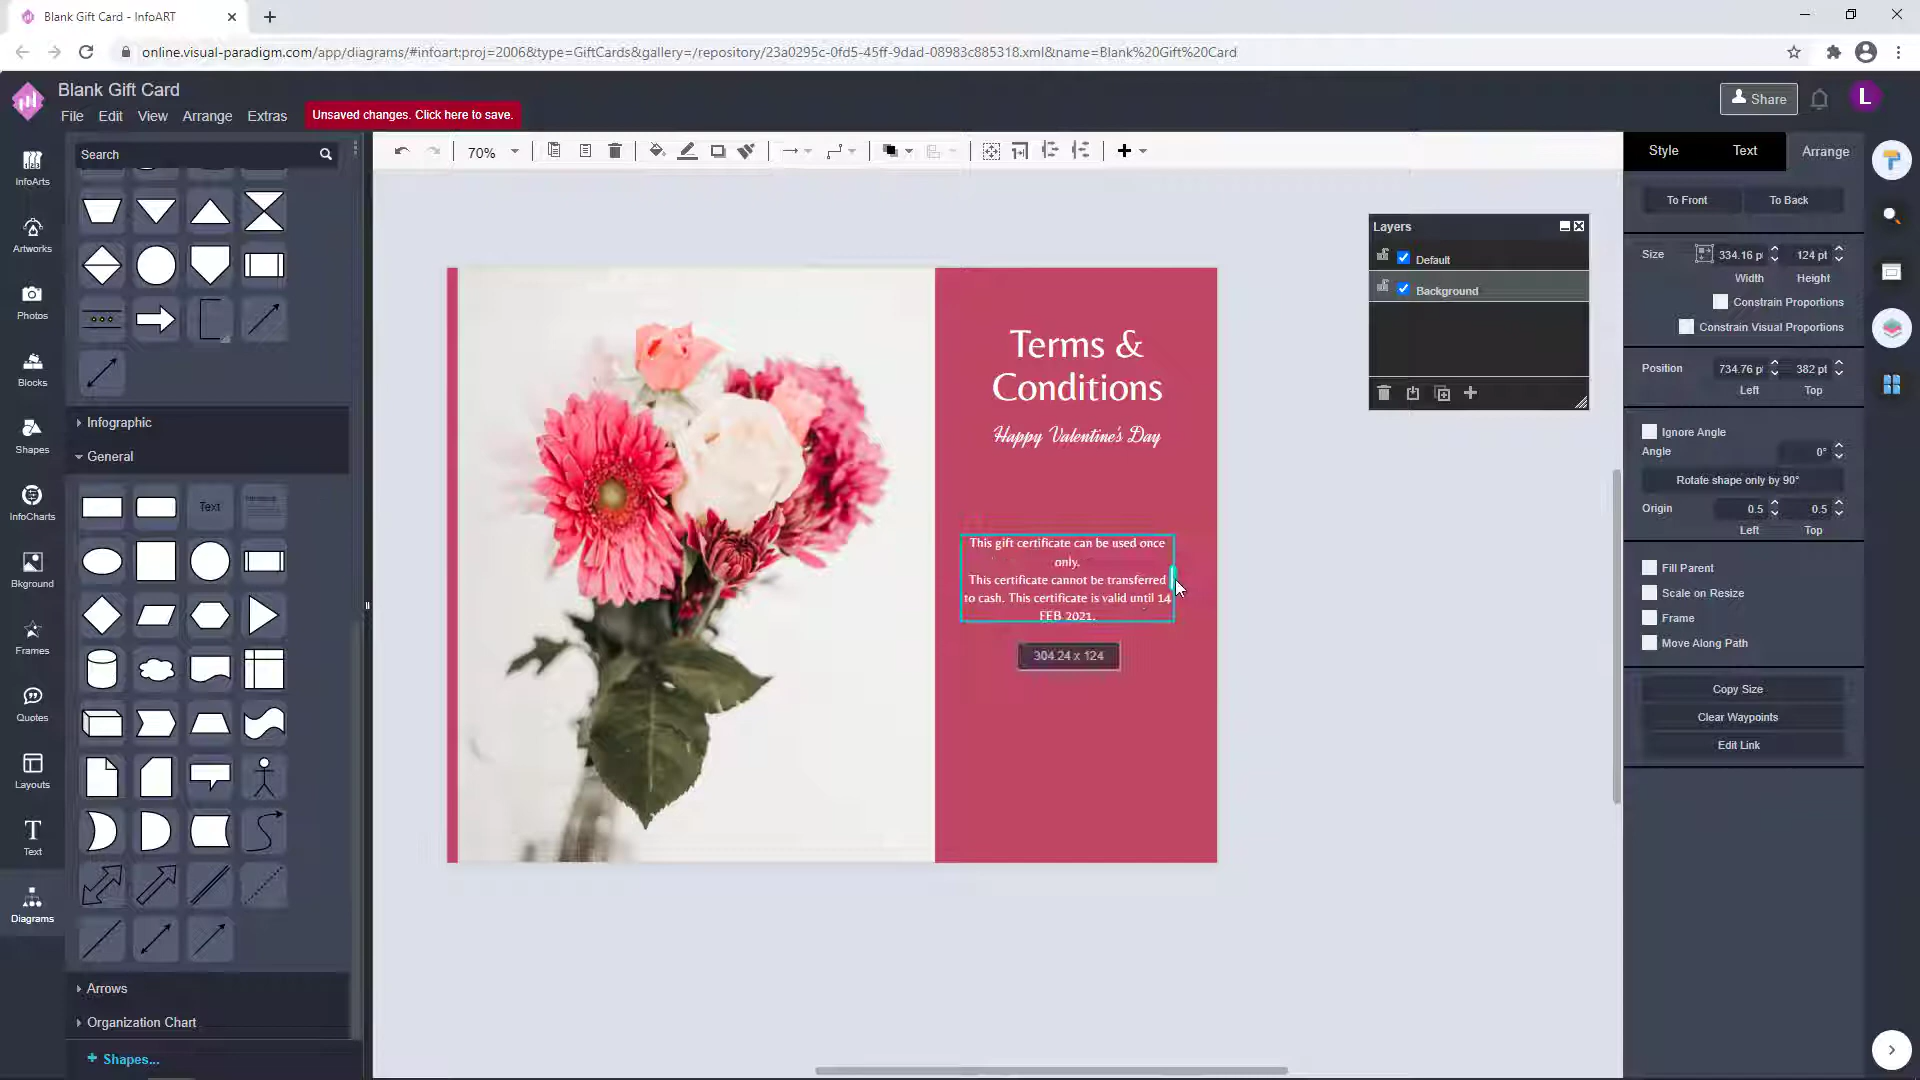 Blank Gift Card - InfoART
online.visual-paradigm.com/app/diagrams/#infoart:proj=2006&type=GiftCards&gallery=/repository/23a0295c-0fd5-45ff-9dad-08983c885318.xml&name=Blank%20Gift%20Card
Blank Gift Card
File Edit View Arrange Extras
Unsaved changes. Click here to save.
Share
L
InfoArts
Artworks
Photos
Blocks
Shapes
InfoCharts
Bkground
Frames
Quotes
Layouts
Text
Diagrams
Search
Infographic
General
Text
Arrows
Organization Chart
+ Shapes...
70%
Terms &
Conditions
Happy Valentine's Day
This gift certificate can be used once
only.
This certificate cannot be transferred
to cash. This certificate is valid until 14
FEB 2021.
304.24 x 124
Layers
Default
Background
Style Text Arrange
To Front To Back
Size 334.16 pt 124 pt
Width Height
Constrain Proportions
Constrain Visual Proportions
Position 734.76 pt 382 pt
Left Top
Ignore Angle
Angle 0°
Rotate shape only by 90°
Origin 0.5 0.5
Left Top
Fill Parent
Scale on Resize
Frame
Move Along Path
Copy Size
Clear Waypoints
Edit Link